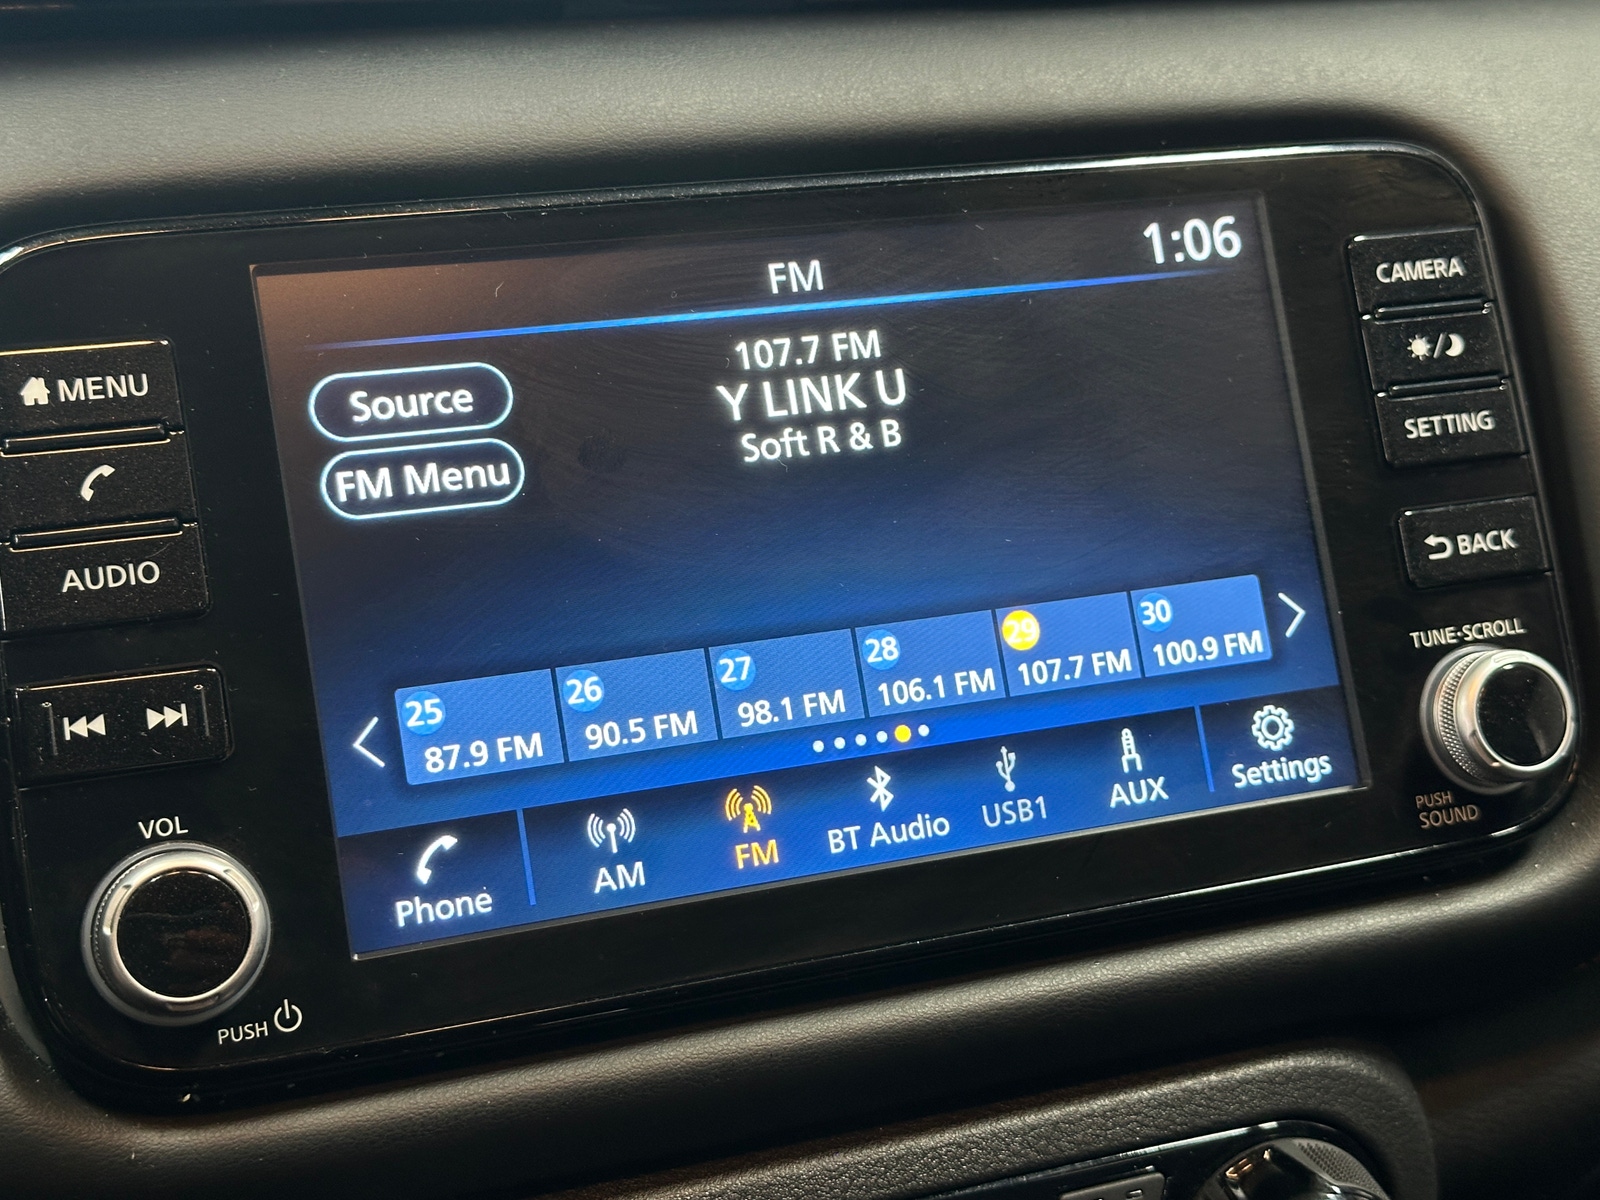 FM
1:06
107.7 FM
Y LINK U
Soft R & B
Source
FM Menu
25
87.9 FM
26
90.5 FM
27
98.1 FM
28
106.1 FM
29
107.7 FM
30
100.9 FM
Phone
AM
FM
BT Audio
USB1
AUX
Settings
MENU
AUDIO
VOL
PUSH
CAMERA
SETTING
BACK
TUNE·SCROLL
PUSH
SOUND